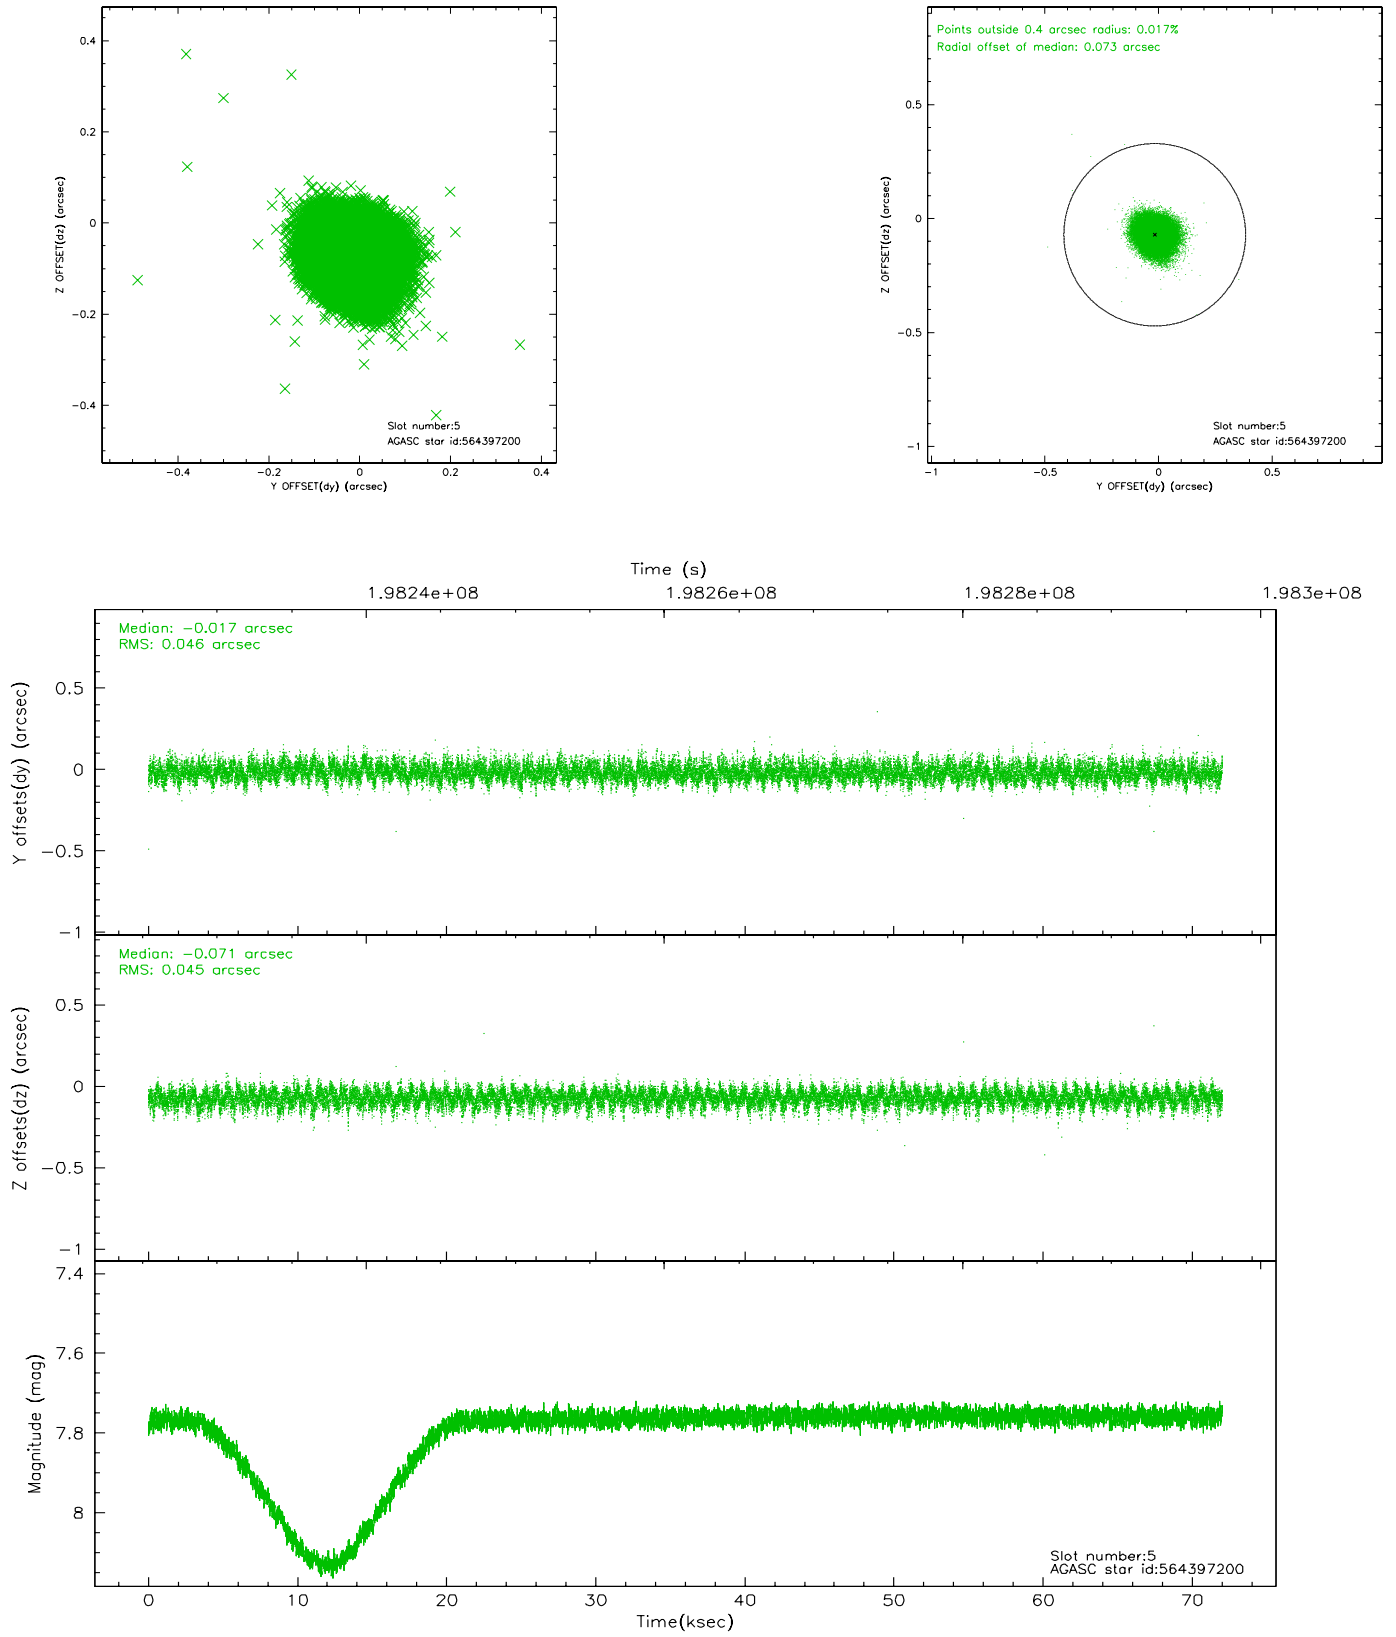 0.4
0.2
0
−0.2
−0.4
Z OFFSET(dz) (arcsec)
Slot number:5
AGASC star id:564397200
−0.4
−0.2
0
0.2
0.4
Y OFFSET(dy) (arcsec)
Points outside 0.4 arcsec radius: 0.017%
Radial offset of median: 0.073 arcsec
0.5
0
−0.5
−1
Z OFFSET(dz) (arcsec)
Slot number:5
AGASC star id:564397200
−1
−0.5
0
0.5
Y OFFSET(dy) (arcsec)
Time (s)
1.9824e+08
1.9826e+08
1.9828e+08
1.983e+08
Median: −0.017 arcsec
RMS: 0.046 arcsec
0.5
0
−0.5
−1
Y offsets(dy) (arcsec)
Median: −0.071 arcsec
RMS: 0.045 arcsec
0.5
0
−0.5
−1
Z offsets(dz) (arcsec)
7.4
7.6
7.8
8
Magnitude (mag)
Slot number:5
AGASC star id:564397200
0
10
20
30
40
50
60
70
Time(ksec)